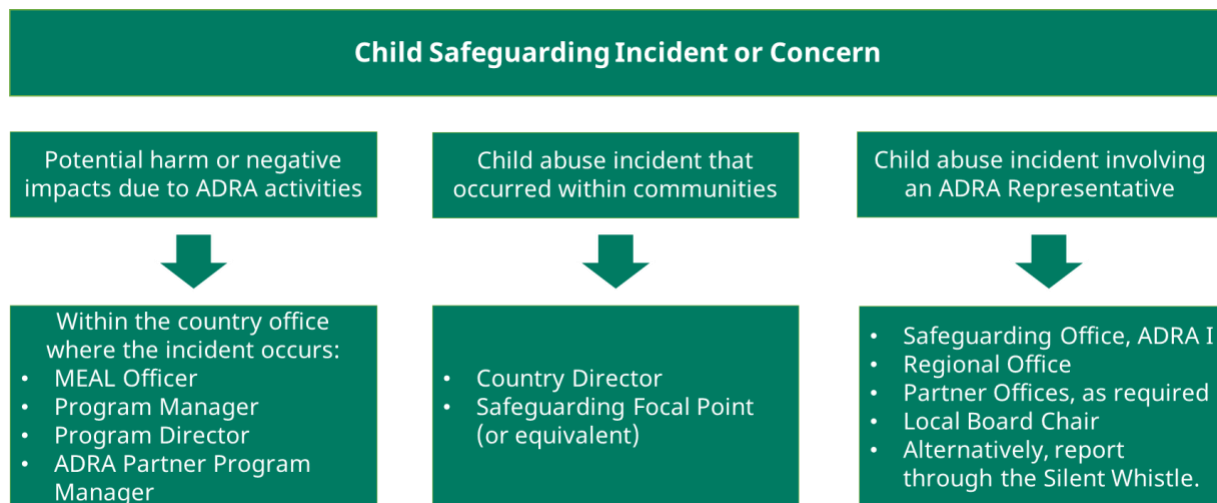 Child Safeguarding Incident or Concern
Potential harm or negative
impacts due to ADRA activities
Child abuse incident that
occurred within communities
Child abuse incident involving
an ADRA Representative
Within the country office
where the incident occurs:
• MEAL Officer
• Program Manager
• Program Director
• ADRA Partner Program
Manager
• Country Director
• Safeguarding Focal Point
(or equivalent)
• Safeguarding Office, ADRA I
• Regional Office
• Partner Offices, as required
• Local Board Chair
• Alternatively, report
through the Silent Whistle.